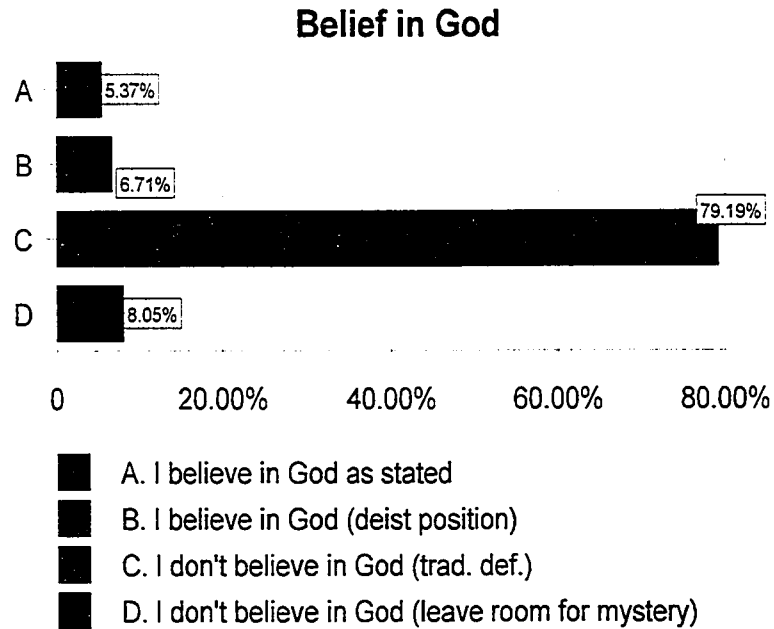 Belief in God
A 5.37%
B 6.71%
79.19%
C
D 8.05%
0 20.00% 40.00% 60.00% 80.00%
A. I believe in God as stated
B. I believe in God (deist position)
C. I don't believe in God (trad. def.)
D. I don't believe in God (leave room for mystery)